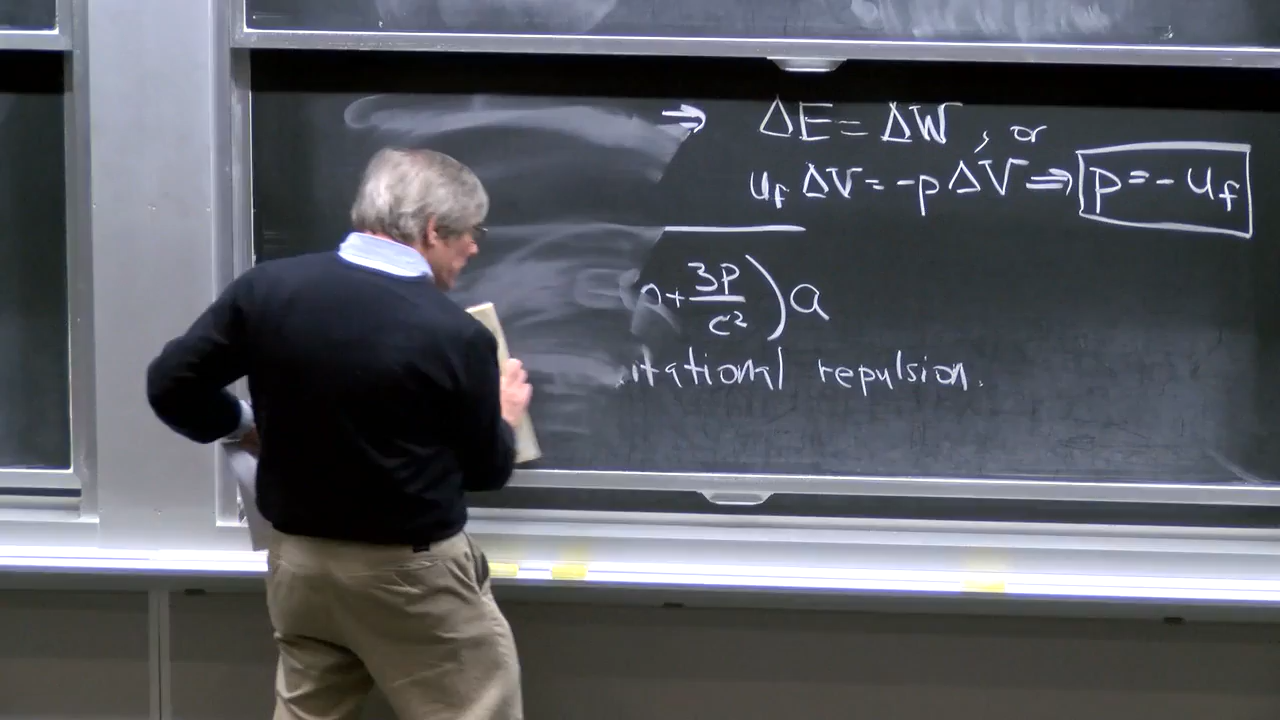 ⇒ ΔE = ΔW, or
u_f ΔV = -p ΔV ⇒ p = - u_f
+ 3p/c² ) a
itational repulsion.